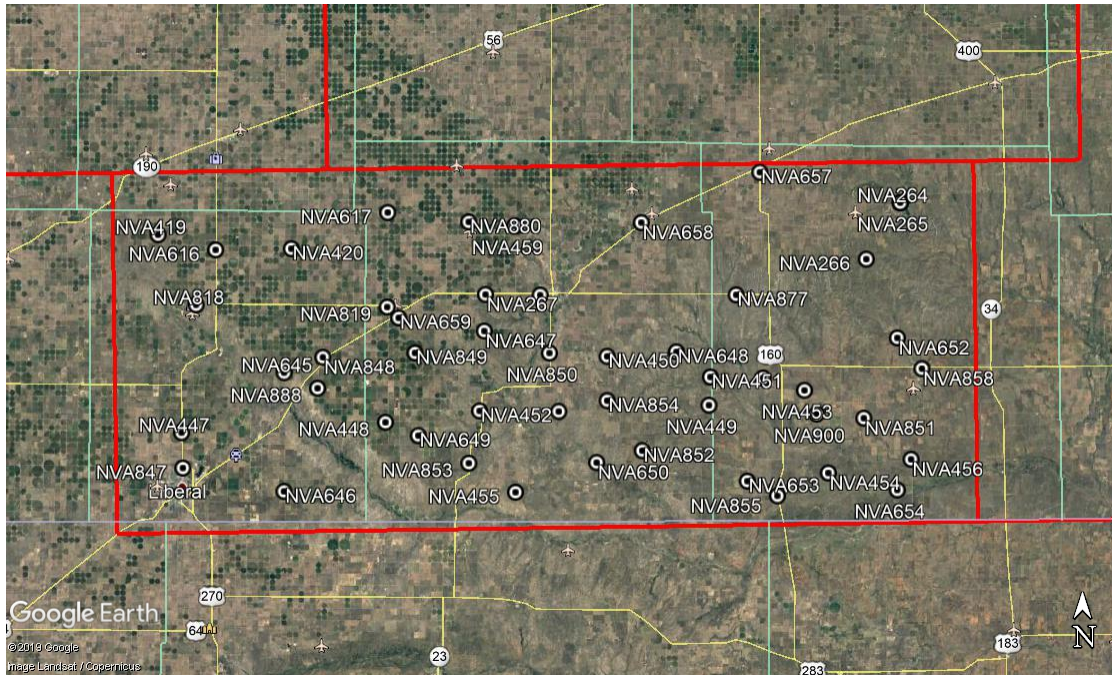 56
400
190
NVA657
NVA264
NVA617
NVA880
NVA265
NVA419
NVA658
NVA459
NVA616
NVA420
NVA266
NVA818
NVA267
NVA877
NVA819
34
NVA659
NVA647
NVA652
NVA645
NVA848
NVA849
NVA450
NVA648
160
NVA850
NVA858
NVA451
NVA888
NVA854
NVA452
NVA453
NVA449
NVA447
NVA448
NVA851
NVA900
NVA649
NVA852
NVA847
NVA853
NVA650
NVA456
NVA653
NVA454
Liberal
NVA646
NVA455
NVA855
NVA654
270
Google Earth
64
N
©2019 Google
183
23
Image Landsat / Copernicus
283